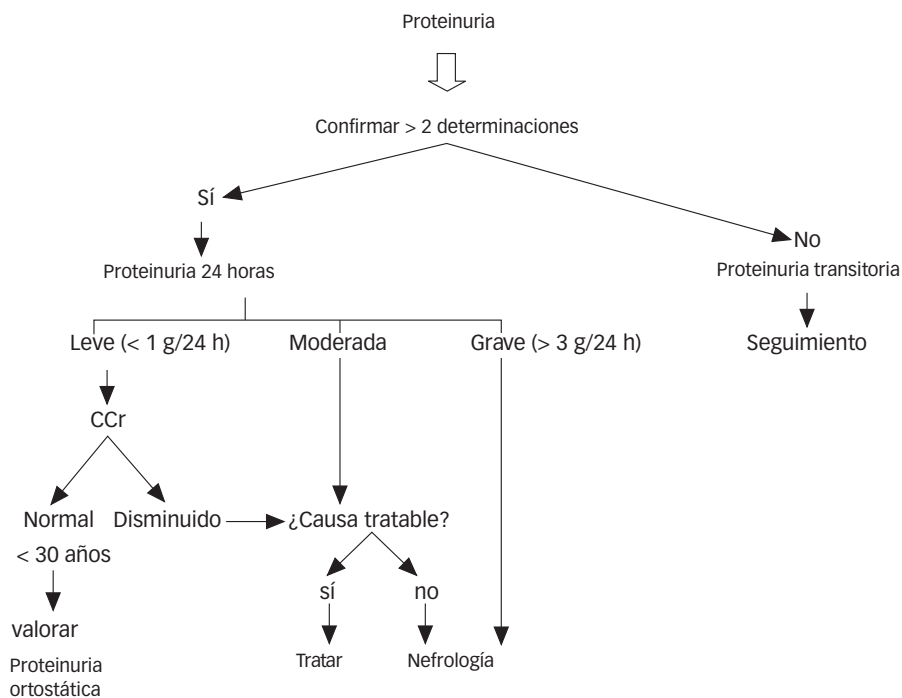 Proteinuria
Confirmar > 2 determinaciones
Sí
No
Proteinuria 24 horas
Proteinuria transitoria
Leve (< 1 g/24 h)
Moderada
Grave (> 3 g/24 h)
Seguimiento
CCr
Normal
Disminuido
¿Causa tratable?
< 30 años
sí
no
valorar
Tratar
Nefrología
Proteinuria
ortostática